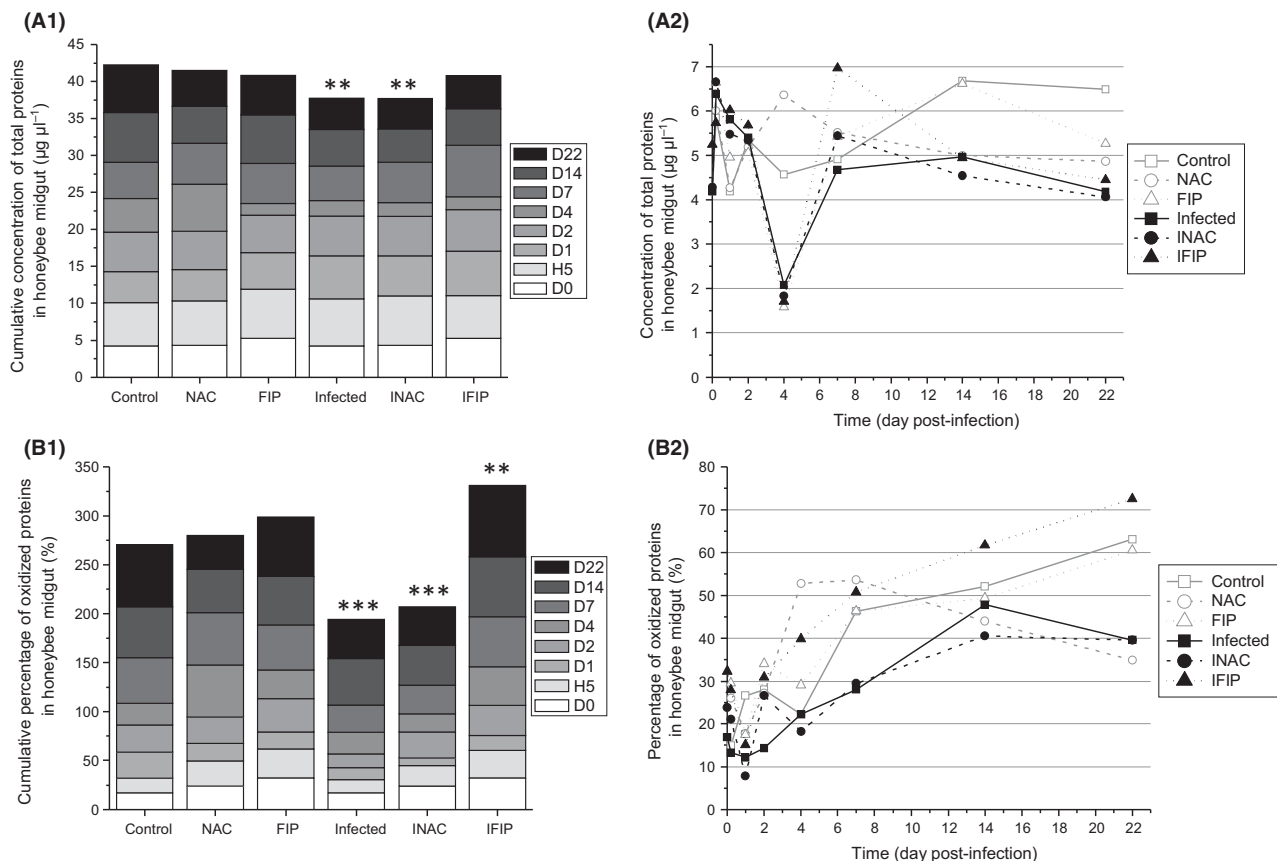 (A1)
Cumulative concentration of total proteins
in honeybee midgut (µg µl⁻¹)
45
40
35
30
25
20
15
10
5
0
** **
Control NAC FIP Infected INAC IFIP
D22
D14
D7
D4
D2
D1
H5
D0
(A2)
Concentration of total proteins
in honeybee midgut (µg µl⁻¹)
7
6
5
4
3
2
1
0
0 2 4 6 8 10 12 14 16 18 20 22
Time (day post-infection)
Control
NAC
FIP
Infected
INAC
IFIP
(B1)
Cumulative percentage of oxidized proteins
in honeybee midgut (%)
350
300
250
200
150
100
50
0
*** *** **
Control NAC FIP Infected INAC IFIP
D22
D14
D7
D4
D2
D1
H5
D0
(B2)
Percentage of oxidized proteins
in honeybee midgut (%)
80
70
60
50
40
30
20
10
0
0 2 4 6 8 10 12 14 16 18 20 22
Time (day post-infection)
Control
NAC
FIP
Infected
INAC
IFIP